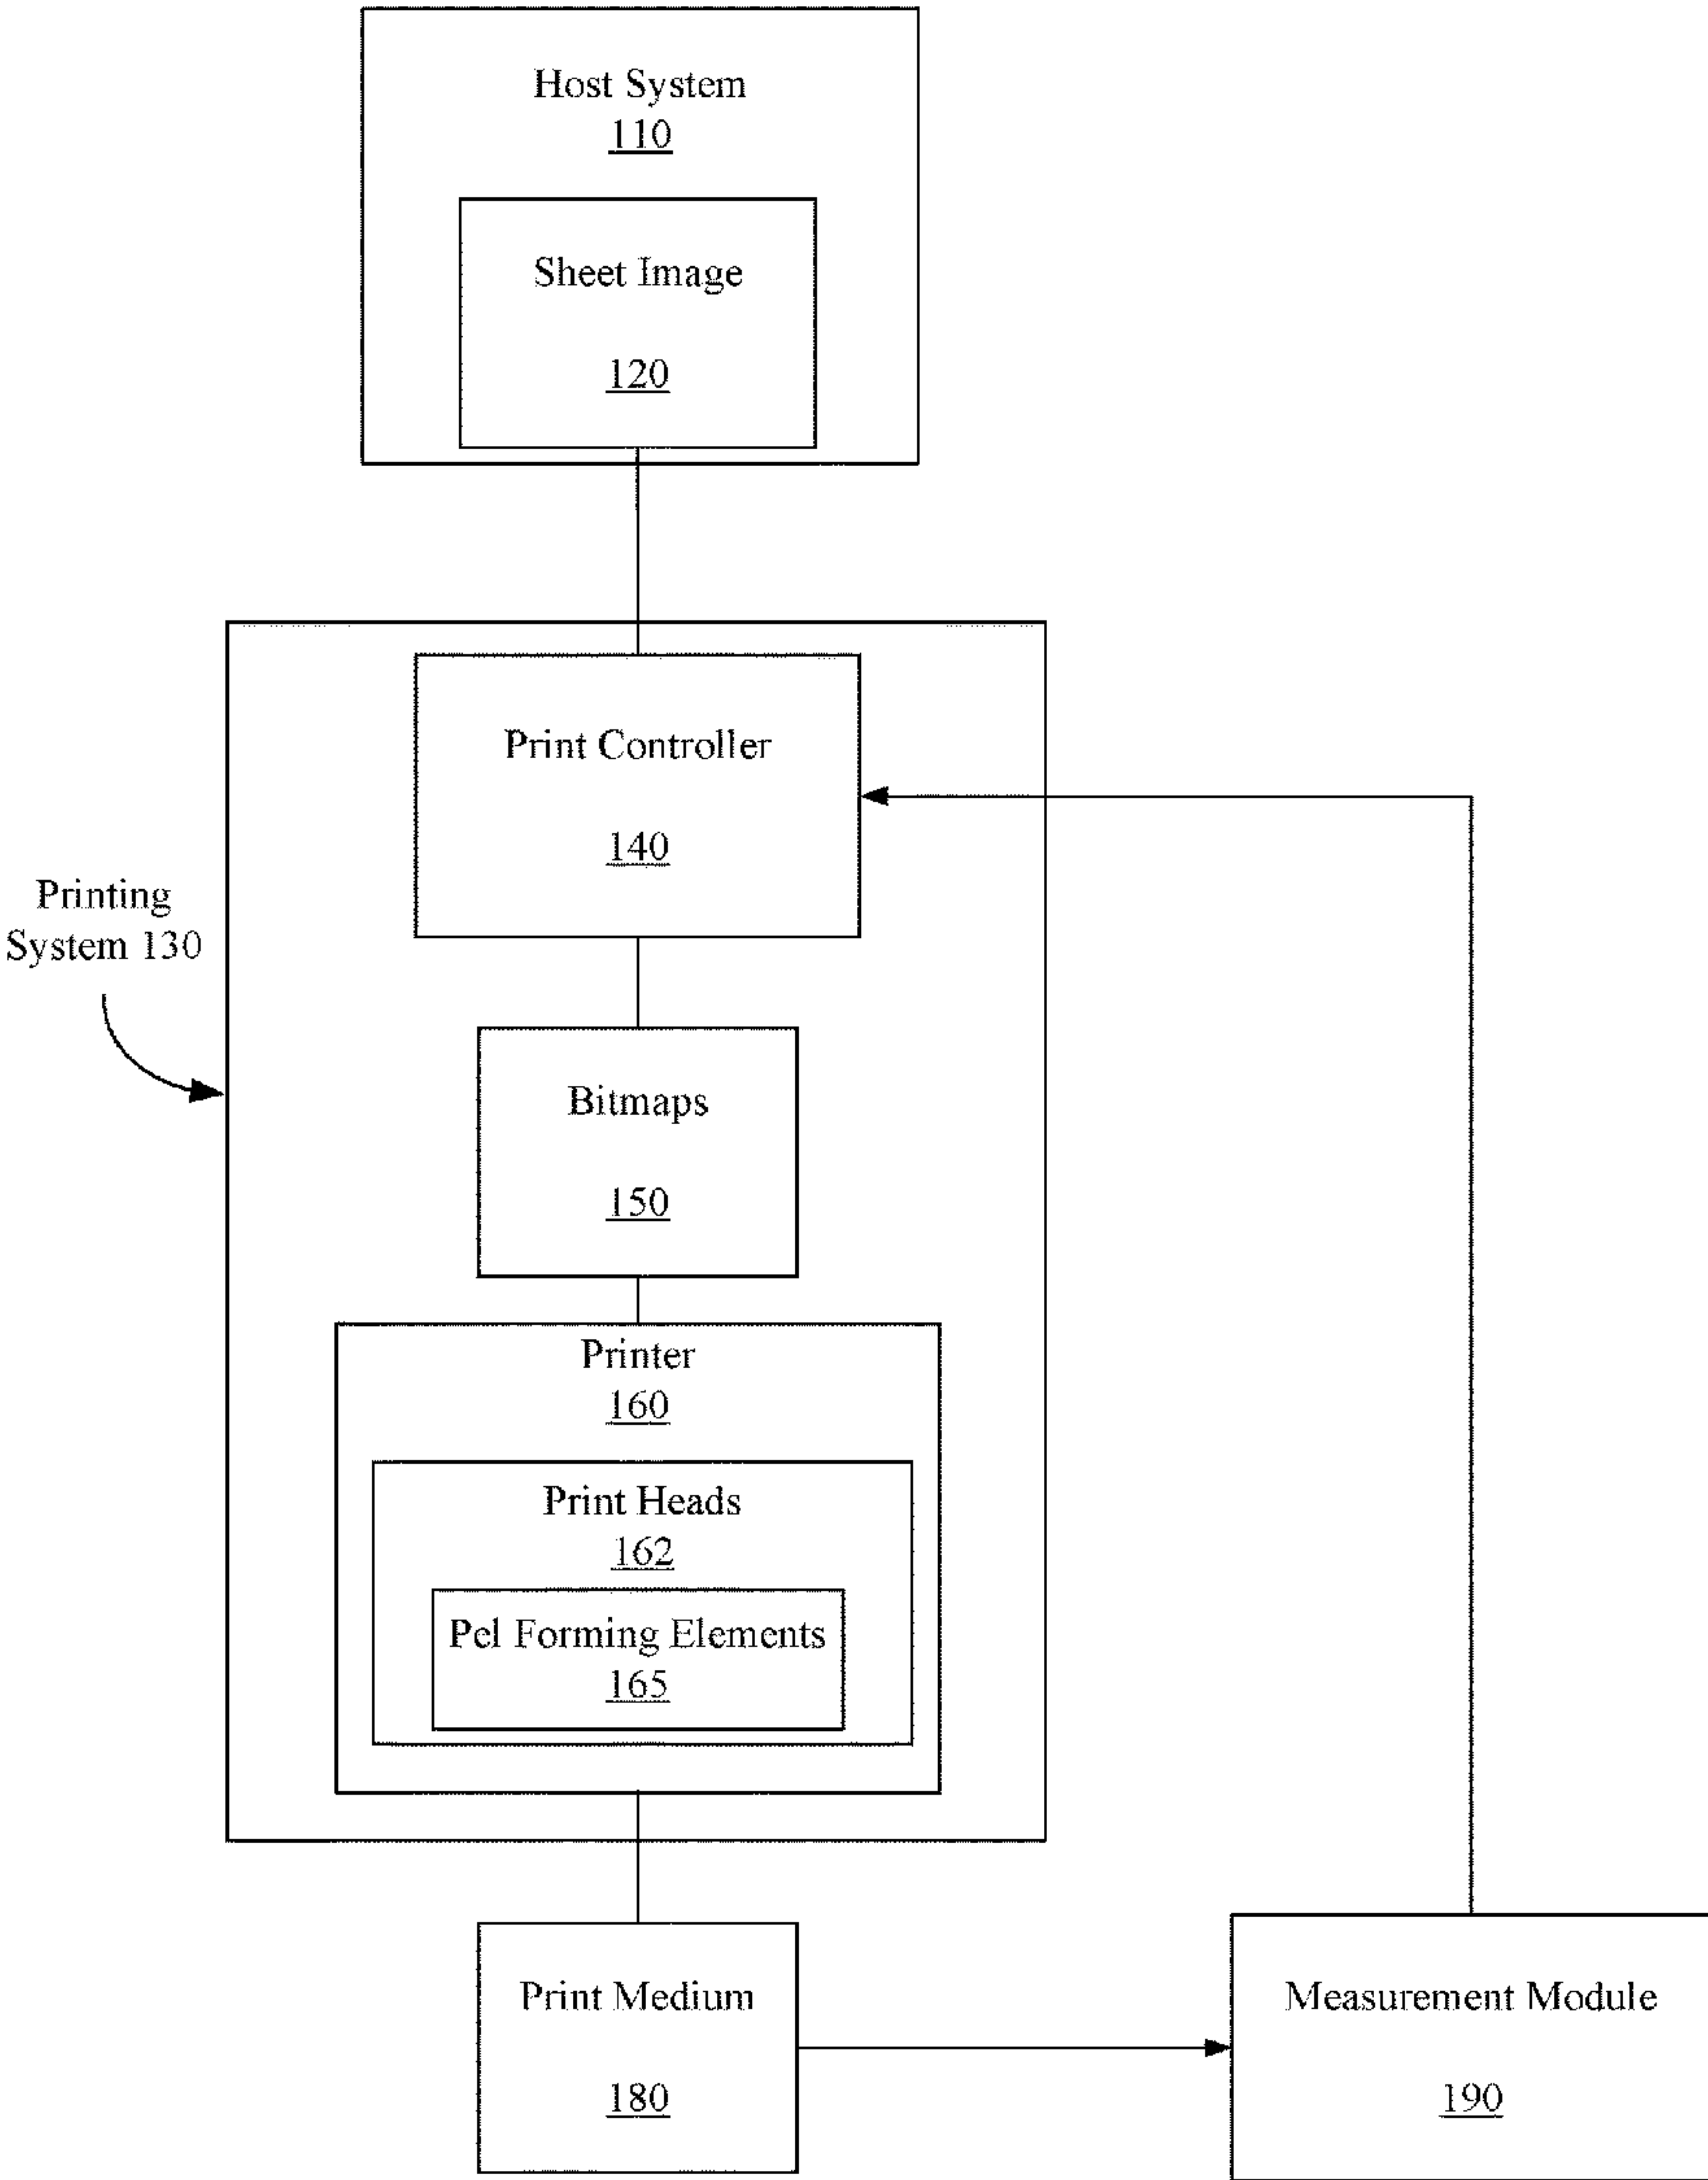 Host System
110
Sheet Image
120
Print Controller
140
Printing
System 130
Bitmaps
150
Printer
160
Print Heads
162
Pel Forming Elements
165
Print Medium
180
Measurement Module
190